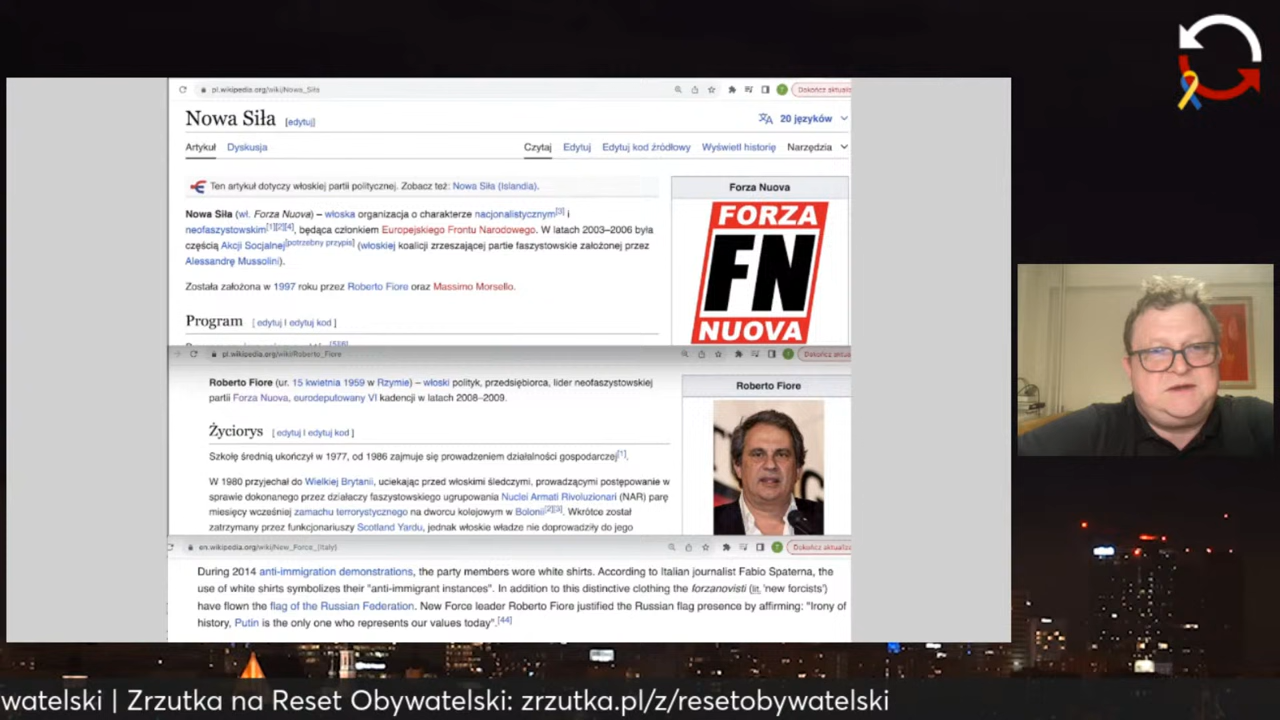 pl.wikipedia.org/wiki/Nowa_Siła
Dokończ aktualiz
Nowa Siła [edytuj]
20 języków
Artykuł Dyskusja Czytaj Edytuj Edytuj kod źródłowy Wyświetl historię Narzędzia
Ten artykuł dotyczy włoskiej partii politycznej. Zobacz też: Nowa Siła (Islandia).
Nowa Siła (wł. Forza Nuova) – włoska organizacja o charakterze nacjonalistycznym[3] i
neofaszystowskim[1][2][4], będąca członkiem Europejskiego Frontu Narodowego. W latach 2003–2006 była
częścią Akcji Socjalnej[potrzebny przypis] (włoskiej koalicji zrzeszającej partie faszystowskie założonej przez
Alessandrę Mussolini).
Została założona w 1997 roku przez Roberto Fiore oraz Massimo Morsello.
Program [ edytuj | edytuj kod ]
Forza Nuova
FORZA
FN
NUOVA
pl.wikipedia.org/wiki/Roberto_Fiore
Dokończ aktua
Roberto Fiore (ur. 15 kwietnia 1959 w Rzymie) – włoski polityk, przedsiębiorca, lider neofaszystowskiej
partii Forza Nuova, eurodeputowany VI kadencji w latach 2008–2009.
Życiorys [ edytuj | edytuj kod ]
Szkołę średnią ukończył w 1977, od 1986 zajmuje się prowadzeniem działalności gospodarczej[1].
W 1980 przyjechał do Wielkiej Brytanii, uciekając przed włoskimi śledczymi, prowadzącymi postępowanie w
sprawie dokonanego przez działaczy faszystowskiego ugrupowania Nuclei Armati Rivoluzionari (NAR) parę
miesięcy wcześniej zamachu terrorystycznego na dworcu kolejowym w Bolonii[2][3]. Wkrótce został
zatrzymany przez funkcjonariuszy Scotland Yardu, jednak włoskie władze nie doprowadziły do jego
Roberto Fiore
en.wikipedia.org/wiki/New_Force_(Italy)
Dokończ aktualiza
During 2014 anti-immigration demonstrations, the party members wore white shirts. According to Italian journalist Fabio Spaterna, the
use of white shirts symbolizes their "anti-immigrant instances". In addition to this distinctive clothing the forzanovisti (lit. 'new forcists')
have flown the flag of the Russian Federation. New Force leader Roberto Fiore justified the Russian flag presence by affirming: "Irony of
history, Putin is the only one who represents our values today".[44]
watelski | Zrzutka na Reset Obywatelski: zrzutka.pl/z/resetobywatelski